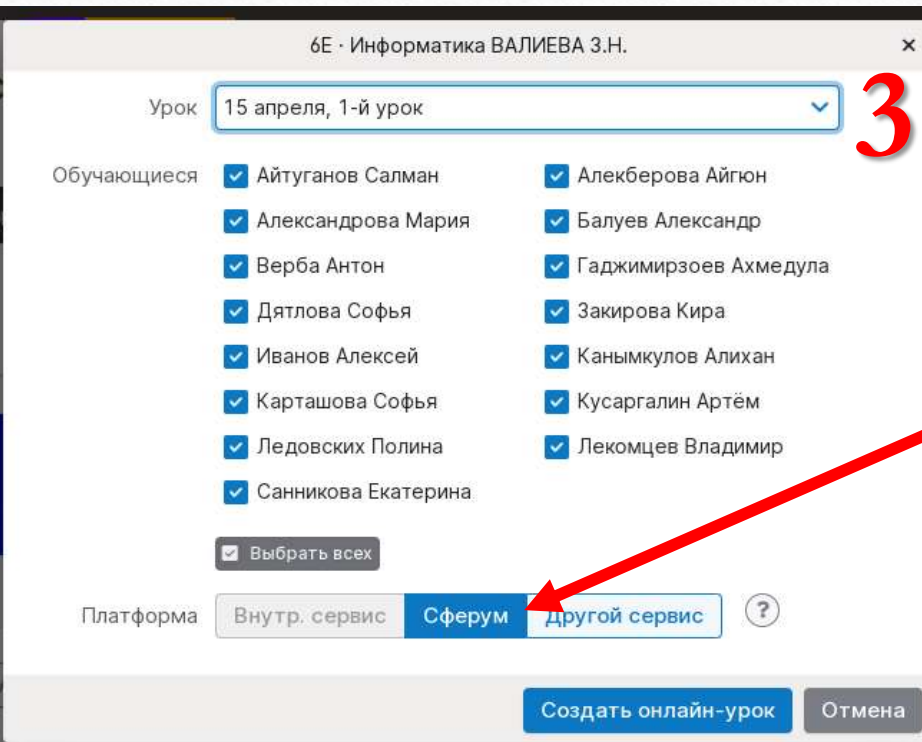 6Е · Информатика ВАЛИЕВА З.Н. ×
3
Урок 15 апреля, 1-й урок
Обучающиеся Айтуганов Салман Алекберова Айгюн
Александрова Мария Балуев Александр
Верба Антон Гаджимирзоев Ахмедула
Дятлова Софья Закирова Кира
Иванов Алексей Канымкулов Алихан
Карташова Софья Кусаргалин Артём
Ледовских Полина Лекомцев Владимир
Санникова Екатерина
Выбрать всех
Платформа Внутр. сервис Сферум Другой сервис ?
Создать онлайн-урок Отмена